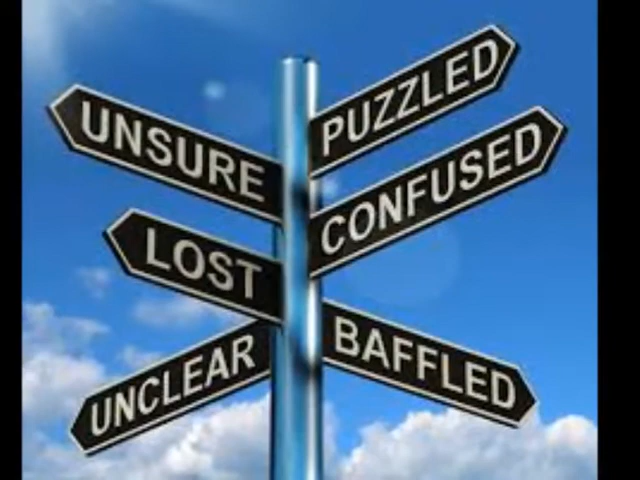 PUZZLED
UNSURE
CONFUSED
LOST
BAFFLED
UNCLEAR